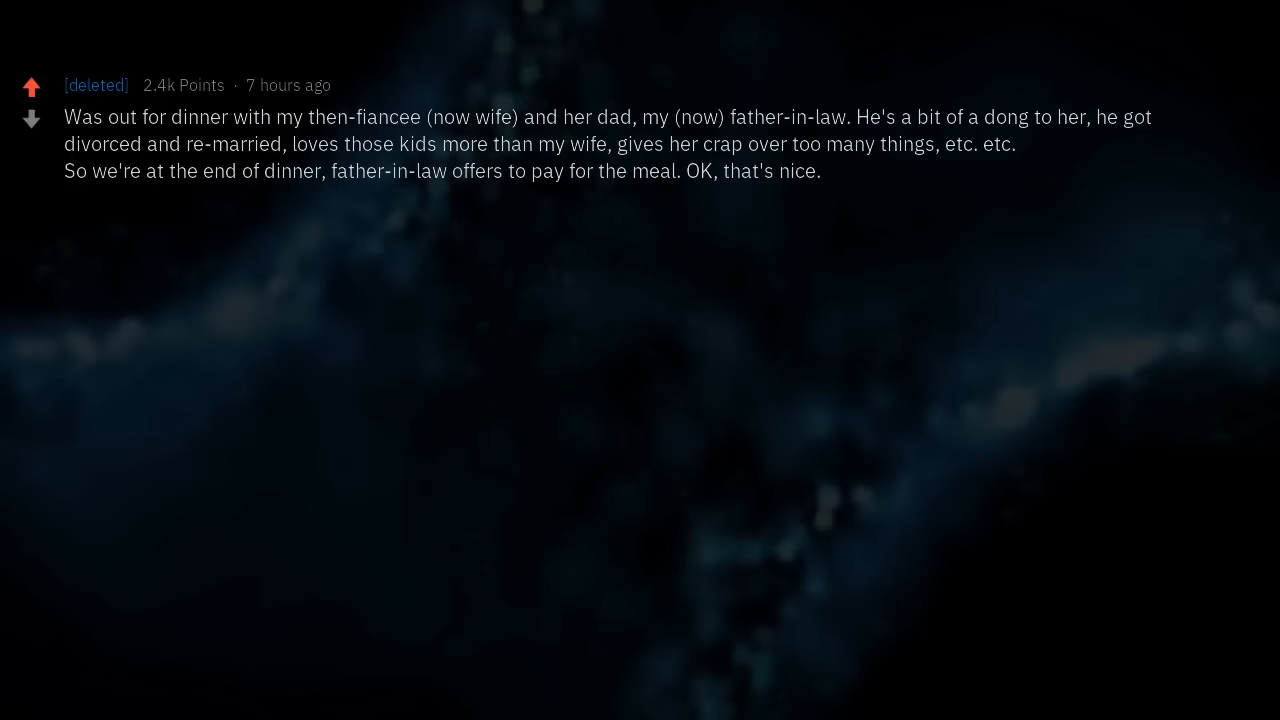 [deleted] 2.4k Points · 7 hours ago
Was out for dinner with my then-fiancee (now wife) and her dad, my (now) father-in-law. He's a bit of a dong to her, he got
divorced and re-married, loves those kids more than my wife, gives her crap over too many things, etc. etc.
So we're at the end of dinner, father-in-law offers to pay for the meal. OK, that's nice.